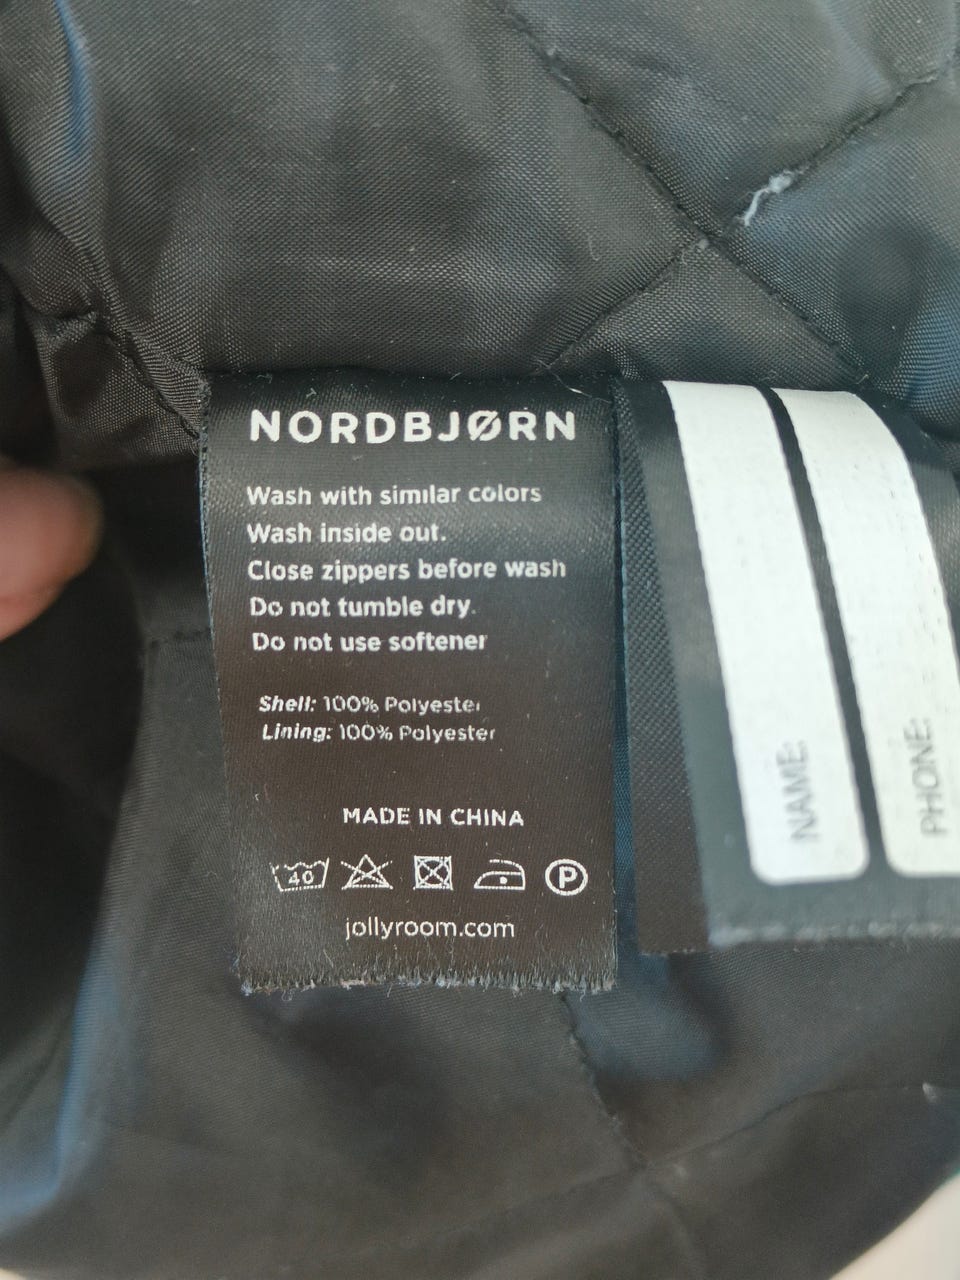 NORDBJØRN
Wash with similar colors
Wash inside out.
Close zippers before wash
Do not tumble dry.
Do not use softener
Shell: 100% Polyester
Lining: 100% Polyester
MADE IN CHINA
40 P
jollyroom.com
NAME:
PHONE: